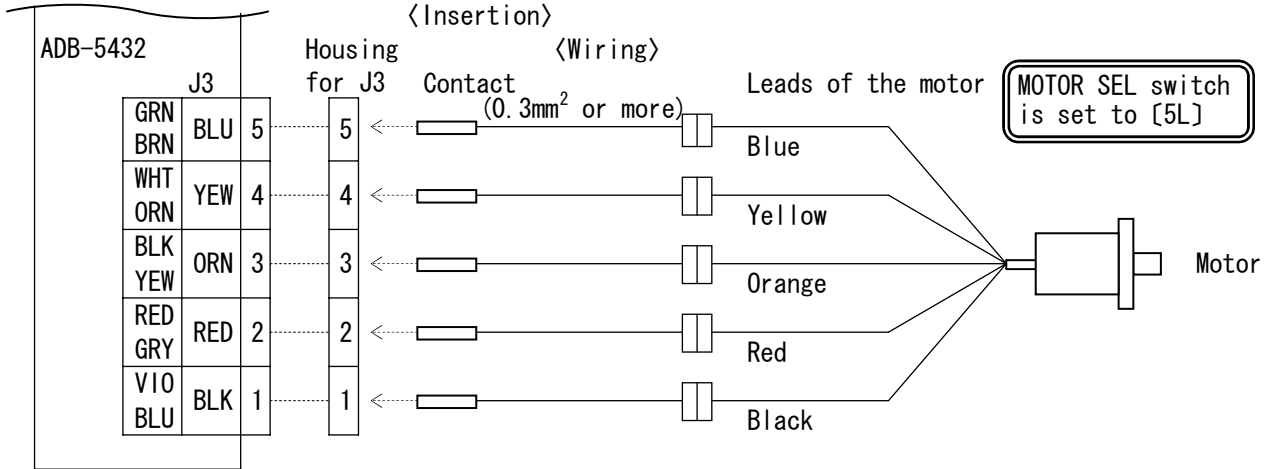 〈Insertion〉
ADB-5432
Housing
for J3
〈Wiring〉
J3
Contact
(0.3mm² or more)
Leads of the motor
MOTOR SEL switch
is set to [5L]
GRN
BRN
BLU 5
5
Blue
WHT
ORN
YEW 4
4
Yellow
BLK
YEW
ORN 3
3
Orange
Motor
RED
GRY
RED 2
2
Red
VIO
BLU
BLK 1
1
Black